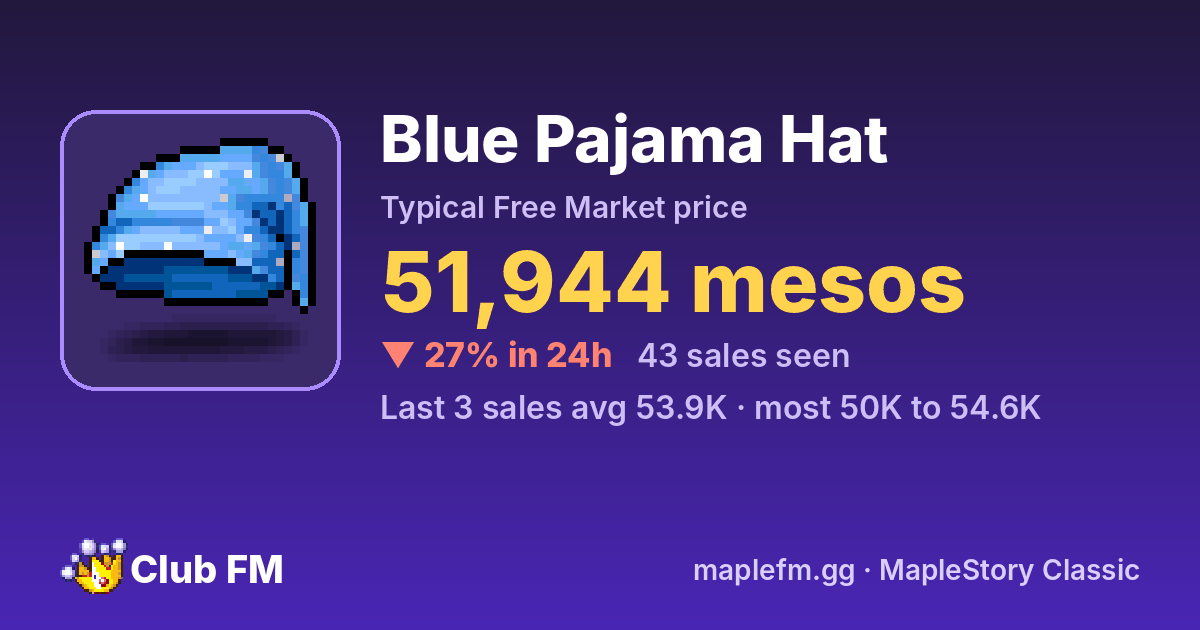 Blue Pajama Hat
Typical Free Market price
51,944 mesos
▼ 27% in 24h 43 sales seen
Last 3 sales avg 53.9K · most 50K to 54.6K
Club FM
maplefm.gg · MapleStory Classic